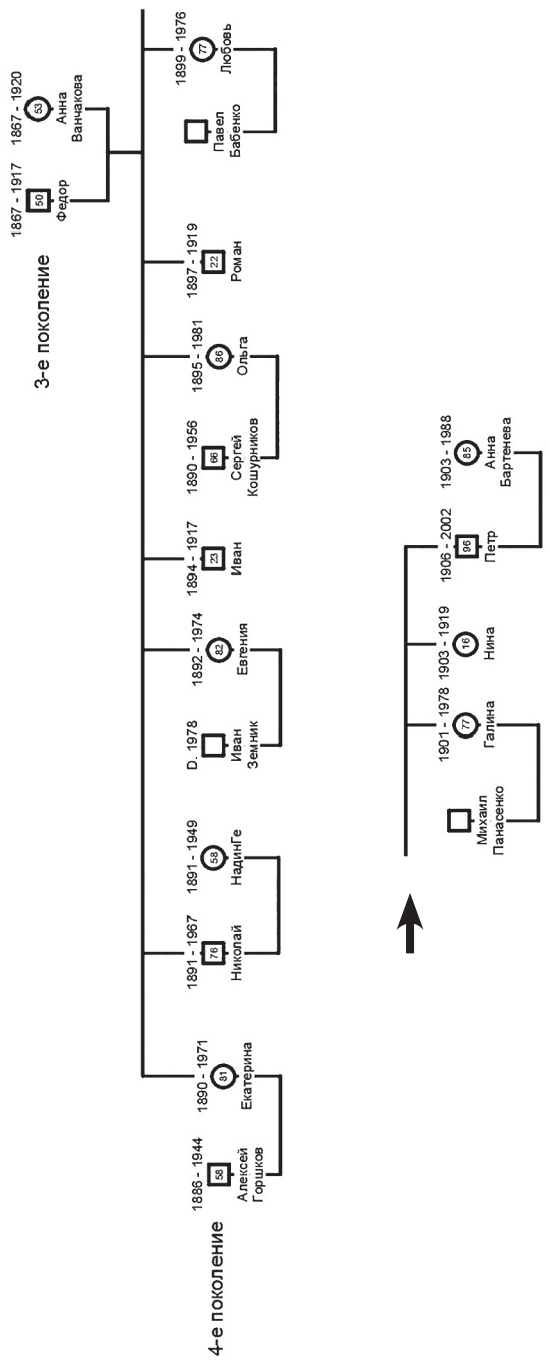 3-е поколение
1867 - 1917
50
Федор
1867 - 1920
53
Анна
Ванчакова
4-е поколение
1886 - 1944
58
Алексей
Горшков
1890 - 1971
81
Екатерина
1891 - 1967
76
Николай
1891 - 1949
58
НадинГе
D. 1978
Иван
Земник
1892 - 1974
82
Евгения
1894 - 1917
23
Иван
1890 - 1956
66
Сергей
Кошурников
1895 - 1981
86
Ольга
1897 - 1919
22
Роман
Павел
Бабенко
1899 - 1976
77
Любовь
Михаил
Панасенко
1901 - 1978
77
Галина
1903 - 1919
16
Нина
1906 - 2002
96
Петр
1903 - 1988
85
Анна
Бартенева